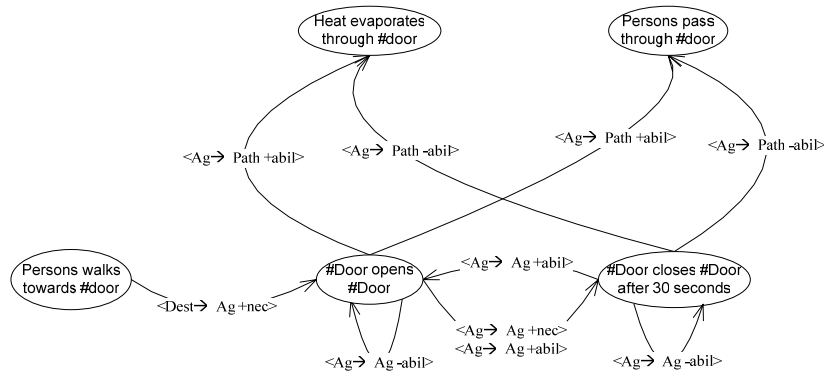 Heat evaporates
through #door
Persons pass
through #door
<Ag→ Path +abil>
<Ag→ Path -abil>
<Ag→ Path +abil>
<Ag→ Path -abil>
Persons walks
towards #door
<Dest→ Ag +nec>
#Door opens
#Door
<Ag→ Ag +abil>
#Door closes #Door
after 30 seconds
<Ag→ Ag +nec>
<Ag→ Ag +abil>
<Ag→ Ag -abil>
<Ag→ Ag -abil>